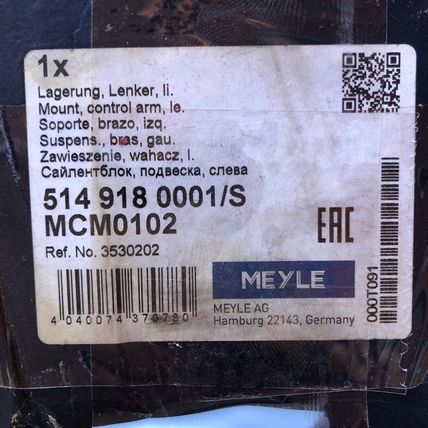 1x
Lagerung, Lenker, li.
Mount, control arm, le.
Soporte, brazo, izq.
Suspens., bras, gau.
Zawieszenie, wahacz, l.
Сайлентблок, подвеска, слева
514 918 0001/S
MCM0102
Ref. No. 3530202
EAC
MEYLE
MEYLE AG
Hamburg 22143, Germany
4 040074 370780
000T091